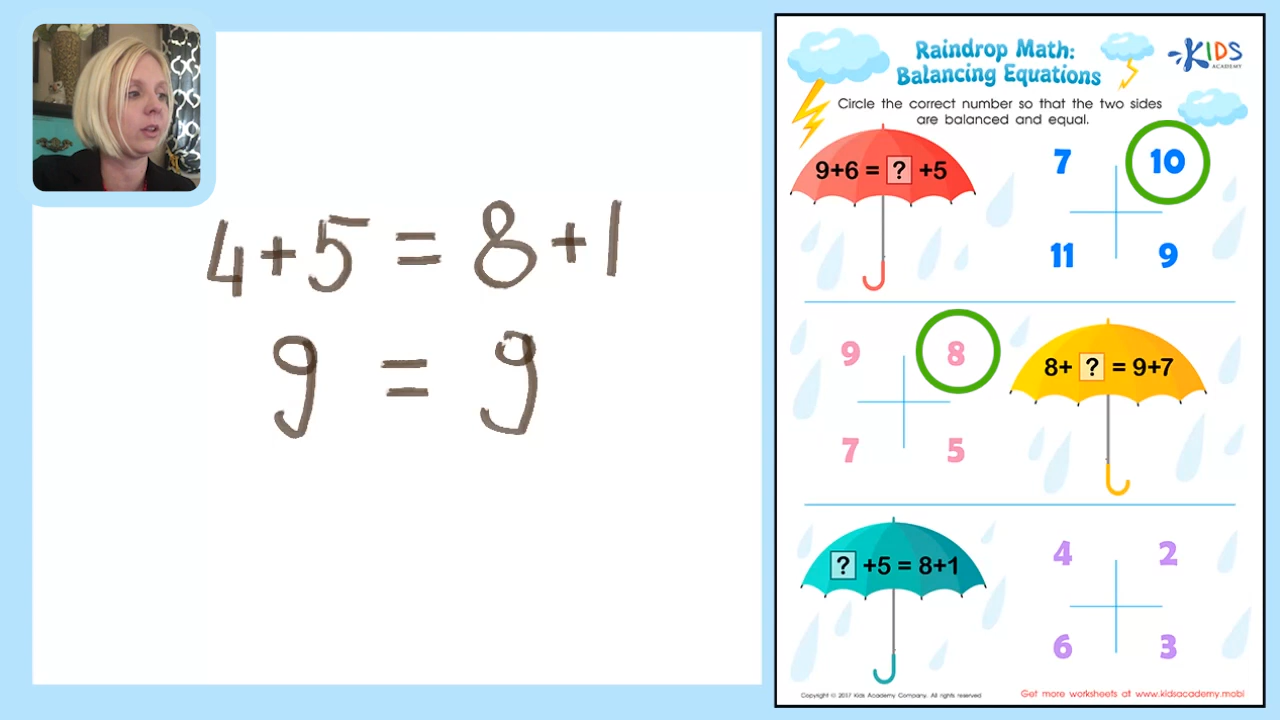 4+5 = 8+1
9 = 9
Raindrop Math:
Balancing Equations
KIDS
ACADEMY
Circle the correct number so that the two sides
are balanced and equal.
9+6 = ? +5
7 10
11 9
9 8
7 5
8+ ? = 9+7
? +5 = 8+1
4 2
6 3
Copyright © 2017 Kids Academy Company. All rights reserved
Get more worksheets at www.kidsacademy.mobi